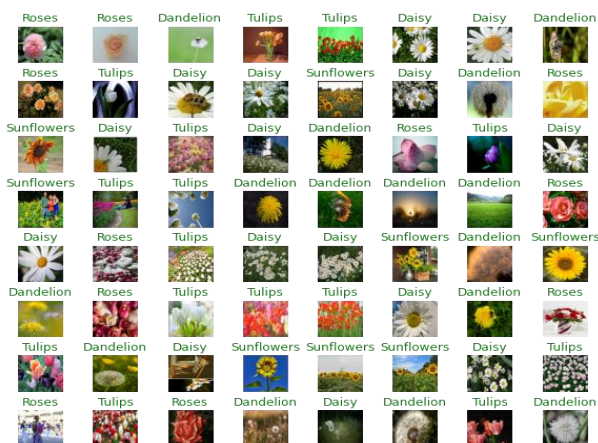 Roses Roses Dandelion Tulips Tulips Daisy Daisy Dandelion
Roses Tulips Daisy Daisy Sunflowers Daisy Dandelion Roses
Sunflowers Daisy Tulips Daisy Dandelion Roses Tulips Daisy
Sunflowers Tulips Tulips Dandelion Dandelion Dandelion Dandelion Roses
Daisy Roses Tulips Daisy Daisy Sunflowers Dandelion Sunflowers
Dandelion Roses Tulips Tulips Tulips Daisy Dandelion Roses
Tulips Dandelion Daisy Sunflowers Sunflowers Sunflowers Daisy Tulips
Roses Tulips Roses Dandelion Daisy Dandelion Tulips Dandelion